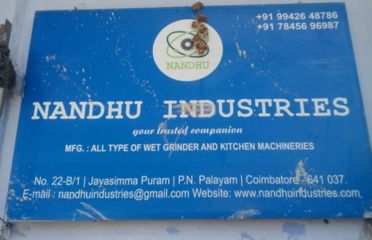 +91 99426 48786
+91 78456 96987
NANDHU
NANDHU INDUSTRIES
your trusted companion
MFG. : ALL TYPE OF WET GRINDER AND KITCHEN MACHINERIES
No. 22-B/1 | Jayasimma Puram | P.N. Palayam | Coimbatore - 641 037.
E-mail : nandhuindustries@gmail.com Website: www.nandhuindustries.com